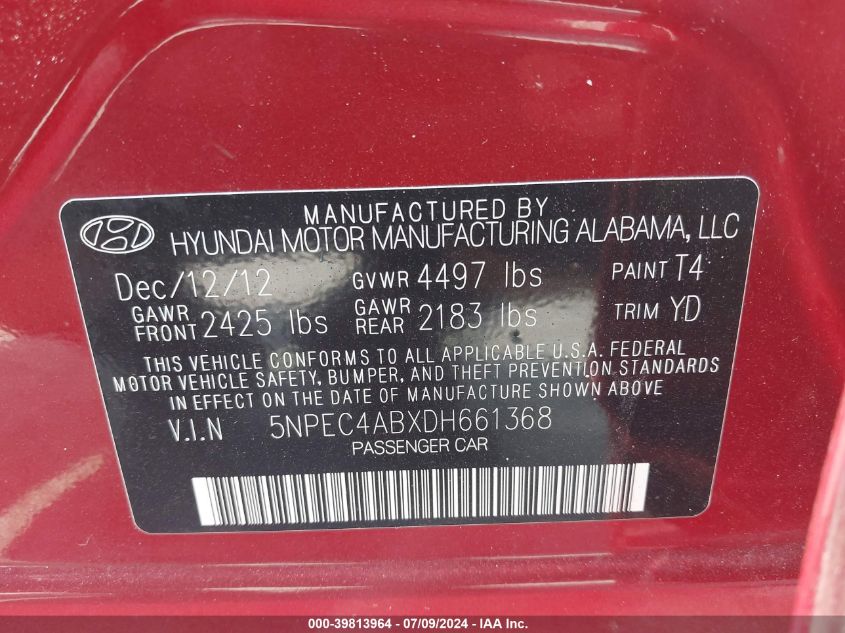 MANUFACTURED BY
HYUNDAI MOTOR MANUFACTURING ALABAMA, LLC
Dec/12/12 GVWR 4497 lbs PAINT T4
GAWR FRONT 2425 lbs GAWR REAR 2183 lbs TRIM YD
THIS VEHICLE CONFORMS TO ALL APPLICABLE U.S.A. FEDERAL
MOTOR VEHICLE SAFETY, BUMPER, AND THEFT PREVENTION STANDARDS
IN EFFECT ON THE DATE OF MANUFACTURE SHOWN ABOVE
V.I.N 5NPEC4ABXDH661368
PASSENGER CAR
000-39813964 / 07/09/2024 - IAA Inc.